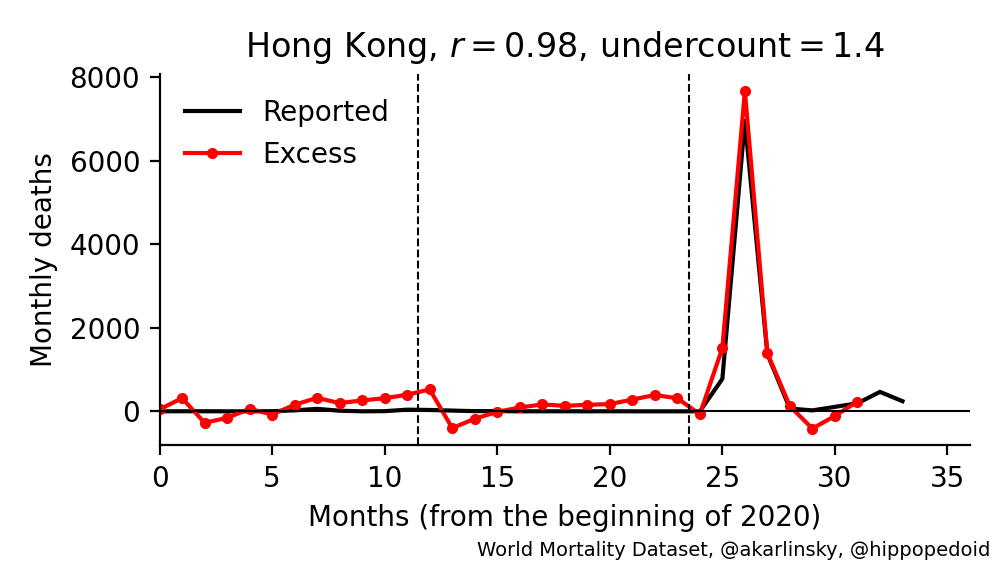 Hong Kong, r = 0.98, undercount = 1.4
Monthly deaths
8000
6000
4000
2000
0
Reported
Excess
0 5 10 15 20 25 30 35
Months (from the beginning of 2020)
World Mortality Dataset, @akarlinsky, @hippopedoid